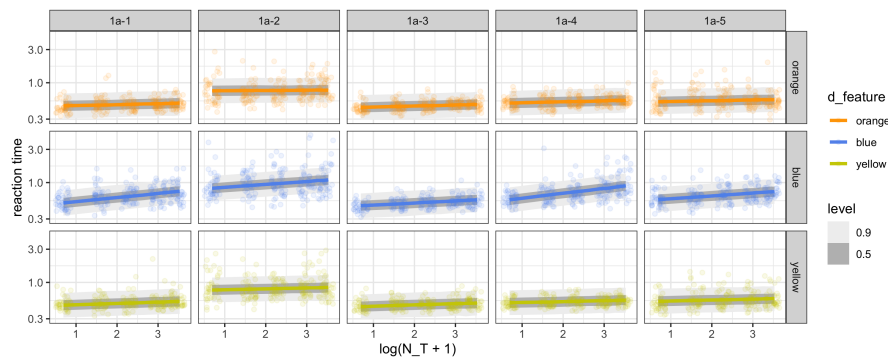 1a-1 1a-2 1a-3 1a-4 1a-5
3.0
1.0
0.3
orange
3.0
1.0
0.3
blue
3.0
1.0
0.3
yellow
1 2 3 1 2 3 1 2 3 1 2 3 1 2 3
log(N_T + 1)
reaction time
d_feature
orange
blue
yellow
level
0.9
0.5